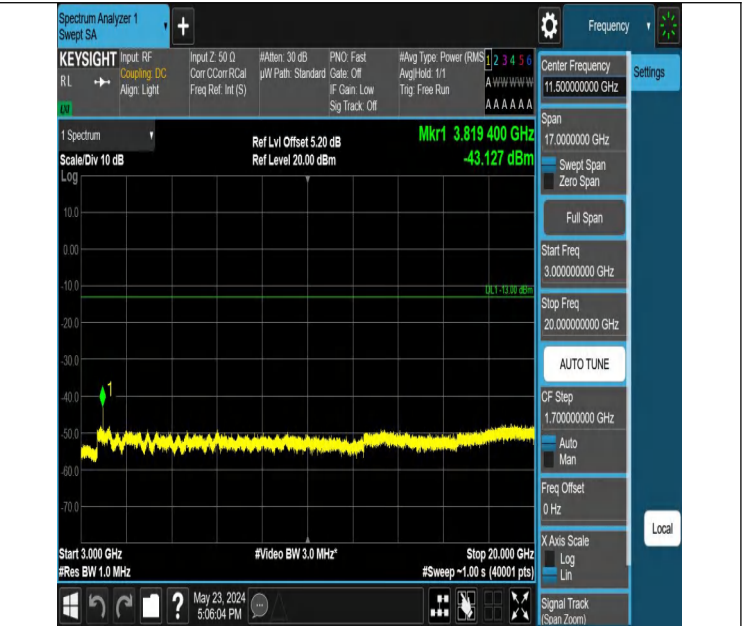 Spectrum Analyzer 1
Swept SA
+
Frequency
KEYSIGHT
RL
LNI
Input: RF
Coupling: DC
Align: Light
Input Z: 50 Ω
Corr CCorr RCal
Freq Ref: Int (S)
#Atten: 30 dB
µW Path: Standard
PNO: Fast
Gate: Off
IF Gain: Low
Sig Track: Off
#Avg Type: Power (RMS
Avg|Hold: 1/1
Trig: Free Run
1 2 3 4 5 6
A W W W W W
A A A A A A
Center Frequency
11.500000000 GHz
Settings
Span
17.0000000 GHz
Swept Span
Zero Span
Full Span
Start Freq
3.000000000 GHz
Stop Freq
20.000000000 GHz
AUTO TUNE
CF Step
1.700000000 GHz
Auto
Man
Freq Offset
0 Hz
X Axis Scale
Log
Lin
Signal Track
(Span Zoom)
Local
1 Spectrum
Scale/Div 10 dB
Log
Ref Lvl Offset 5.20 dB
Ref Level 20.00 dBm
Mkr1 3.819 400 GHz
-43.127 dBm
10.0
0.00
-10.0
DL1 -13.00 dBm
-20.0
-30.0
1
-40.0
-50.0
-60.0
-70.0
Start 3.000 GHz
#Res BW 1.0 MHz
#Video BW 3.0 MHz*
Stop 20.000 GHz
#Sweep ~1.00 s (40001 pts)
?
May 23, 2024
5:06:04 PM